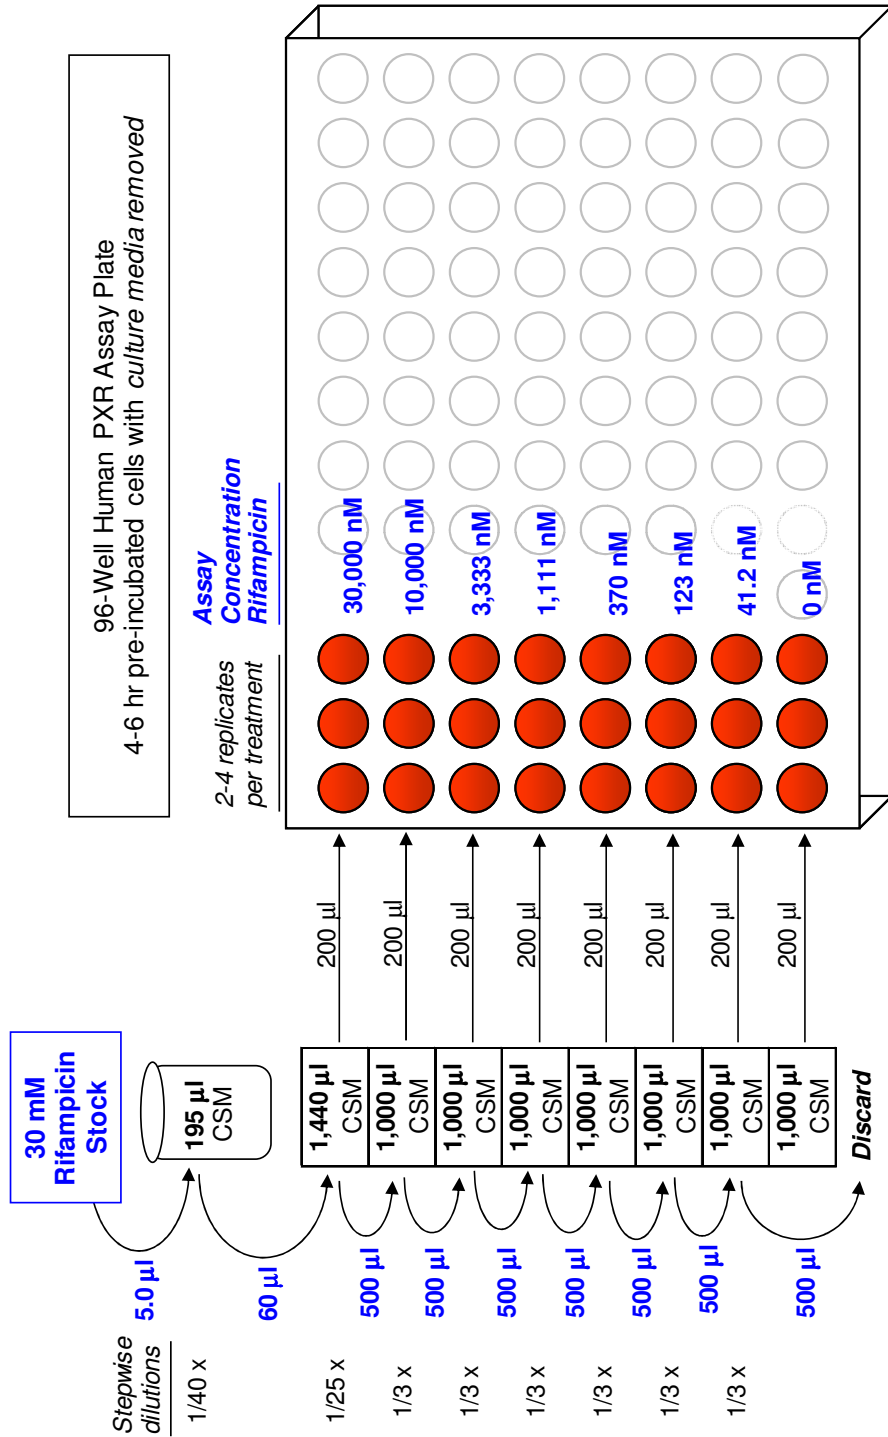 96-Well Human PXR Assay Plate
4-6 hr pre-incubated cells with culture media removed
30 mM
Rifampicin
Stock
Stepwise
dilutions
1/40 x
5.0 µl
195 µl
CSM
60 µl
2-4 replicates
per treatment
Assay
Concentration
Rifampicin
1/25 x
1,440 µl
CSM
200 µl
30,000 nM
500 µl
1/3 x
1,000 µl
CSM
200 µl
10,000 nM
500 µl
1/3 x
1,000 µl
CSM
200 µl
3,333 nM
500 µl
1/3 x
1,000 µl
CSM
200 µl
1,111 nM
500 µl
1/3 x
1,000 µl
CSM
200 µl
370 nM
500 µl
1/3 x
1,000 µl
CSM
200 µl
123 nM
500 µl
1/3 x
1,000 µl
CSM
200 µl
41.2 nM
500 µl
1,000 µl
CSM
200 µl
0 nM
Discard